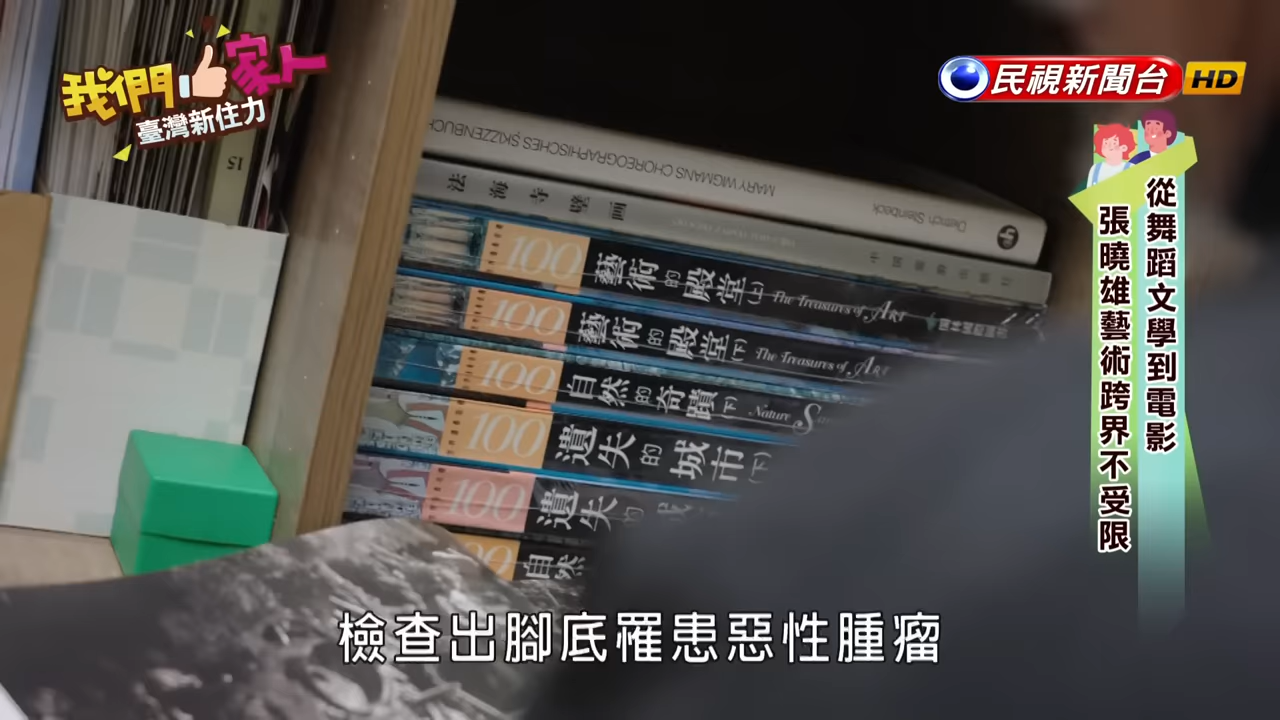 我們家人
臺灣新住力
民視新聞台 HD
從舞蹈文學到電影
張曉雄藝術跨界不受限
15
MARY WIGMANS CHOREOGRAPHISCHES SKIZZENBUCH
Dietrich Steinbeck
法海寺壁画
100 藝術的殿堂(上) The Treasures of ART
100 藝術的殿堂(下) The Treasures of ART
100 自然的奇蹟(下) Nature
100 遺失的城市(下)
100 遺失的城
自然
檢查出腳底罹患惡性腫瘤